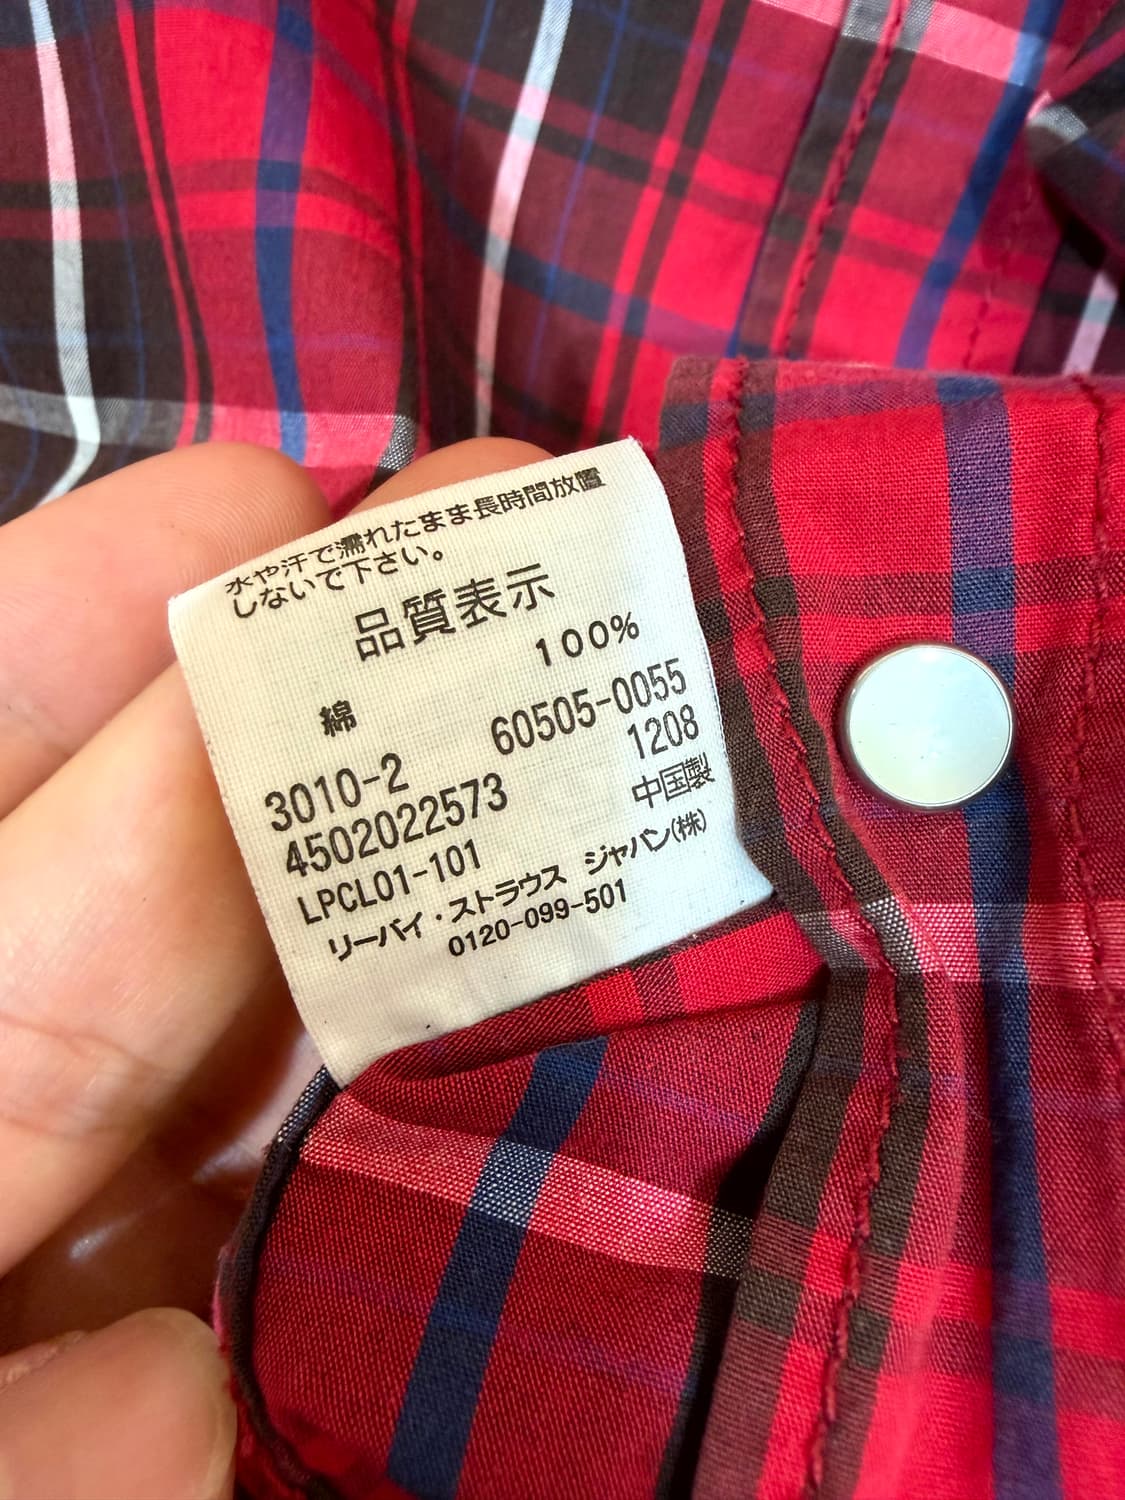 水や汗で濡れたまま長時間放置
しないで下さい。
品質表示
綿 100%
3010-2 60505-0055
4502022573 1208
LPCL01-101 中国製
リーバイ・ストラウス ジャパン(株)
0120-099-501